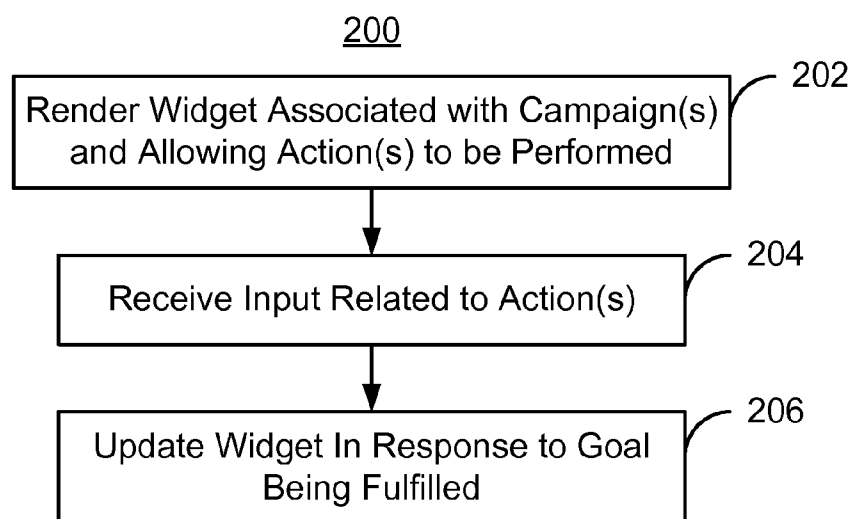 200
202
Render Widget Associated with Campaign(s)
and Allowing Action(s) to be Performed
204
Receive Input Related to Action(s)
206
Update Widget In Response to Goal
Being Fulfilled